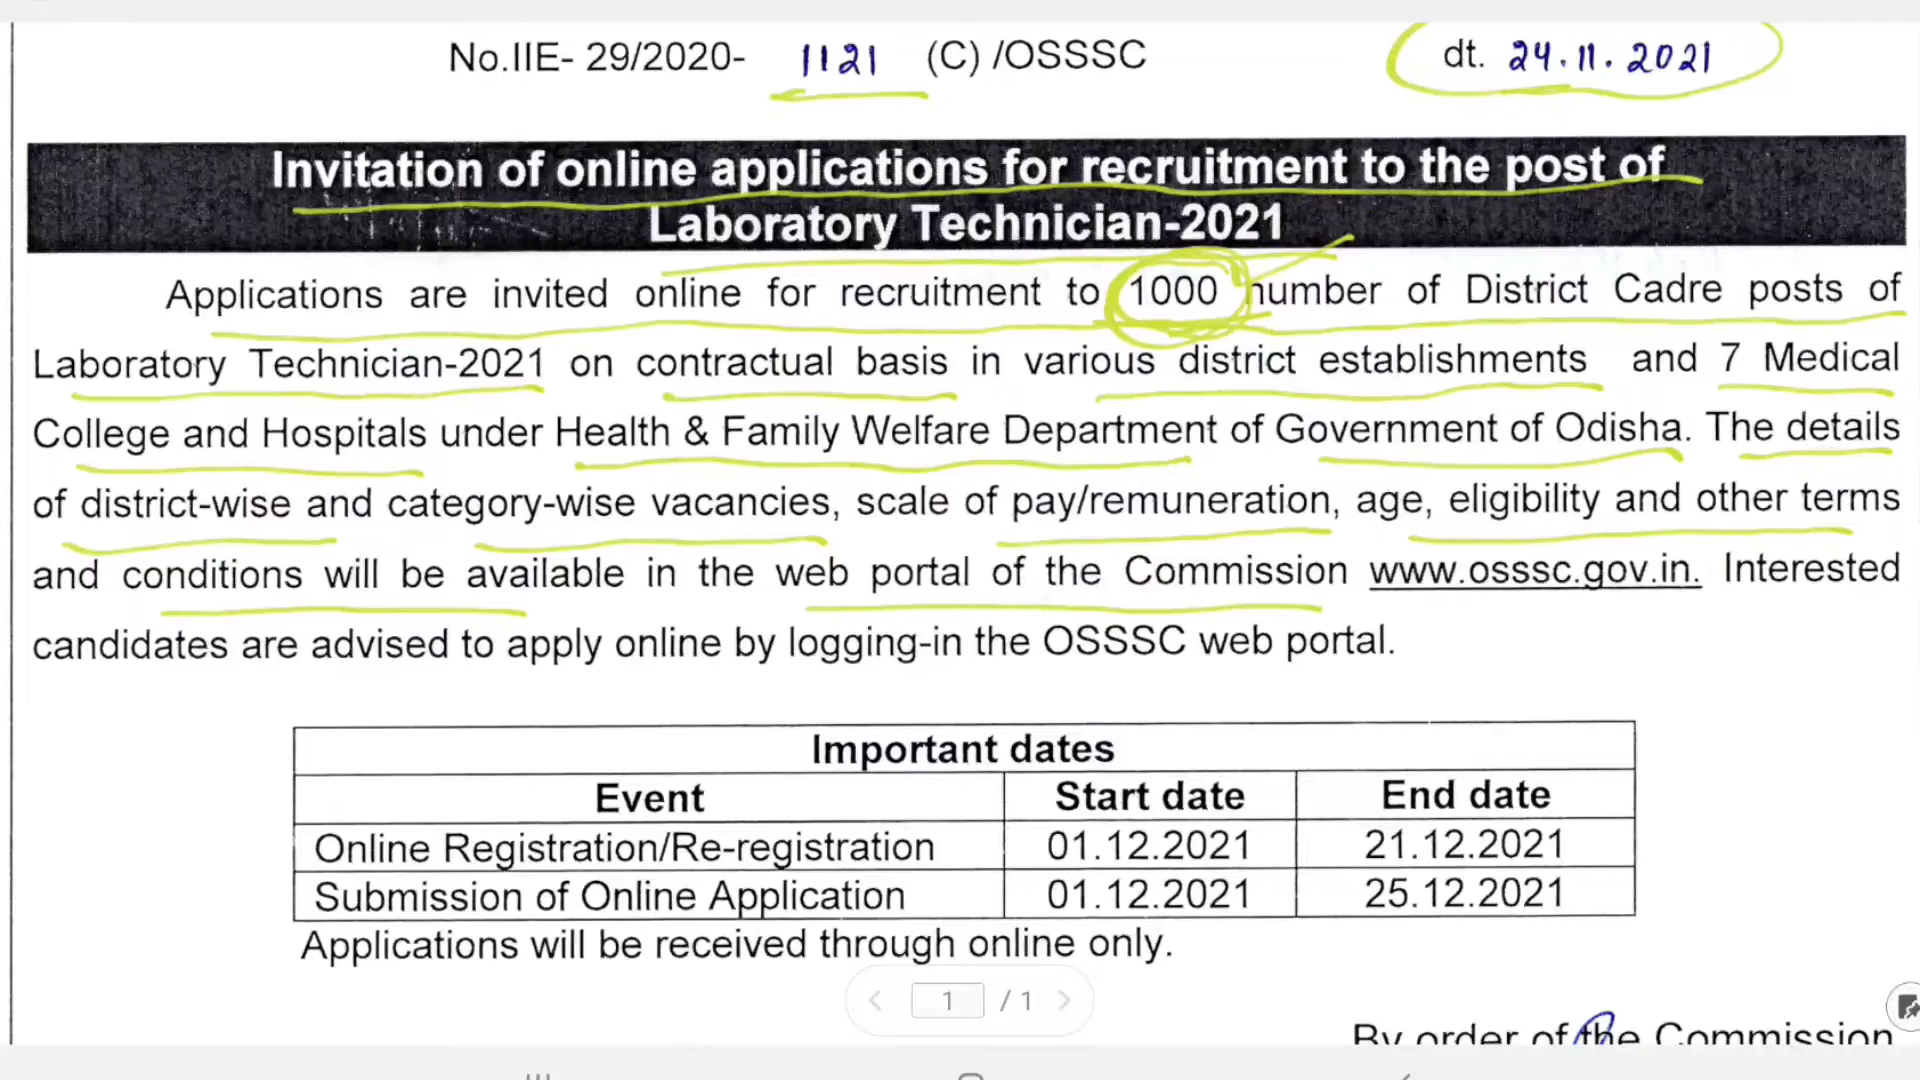 No.IIE- 29/2020- 1121 (C) /OSSSC dt. 24.11.2021
Invitation of online applications for recruitment to the post of
Laboratory Technician-2021
Applications are invited online for recruitment to 1000 number of District Cadre posts of
Laboratory Technician-2021 on contractual basis in various district establishments and 7 Medical
College and Hospitals under Health & Family Welfare Department of Government of Odisha. The details
of district-wise and category-wise vacancies, scale of pay/remuneration, age, eligibility and other terms
and conditions will be available in the web portal of the Commission www.osssc.gov.in. Interested
candidates are advised to apply online by logging-in the OSSSC web portal.
Important dates
Event Start date End date
Online Registration/Re-registration 01.12.2021 21.12.2021
Submission of Online Application 01.12.2021 25.12.2021
Applications will be received through online only.
1 / 1
By order of the Commission